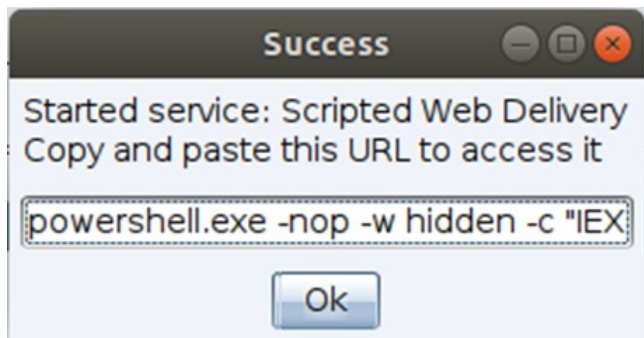 Success
Started service: Scripted Web Delivery
Copy and paste this URL to access it
powershell.exe -nop -w hidden -c "IEX
Ok